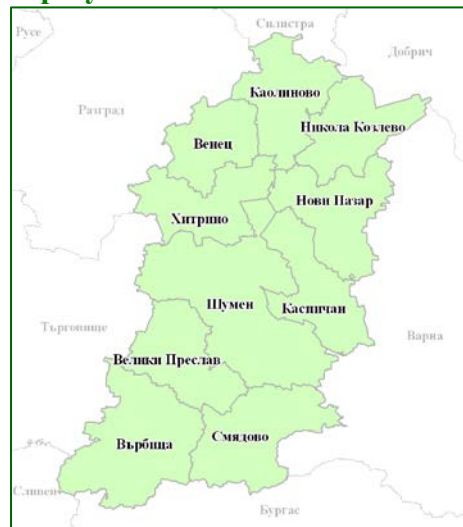 Силистра
Русе
Добрич
Каолиново
Разград
Никола Козлево
Венец
Нови Пазар
Хитрино
Шумен
Каспичан
Търговище
Варна
Велики Преслав
Върбица
Смядово
Сливен
Бургас